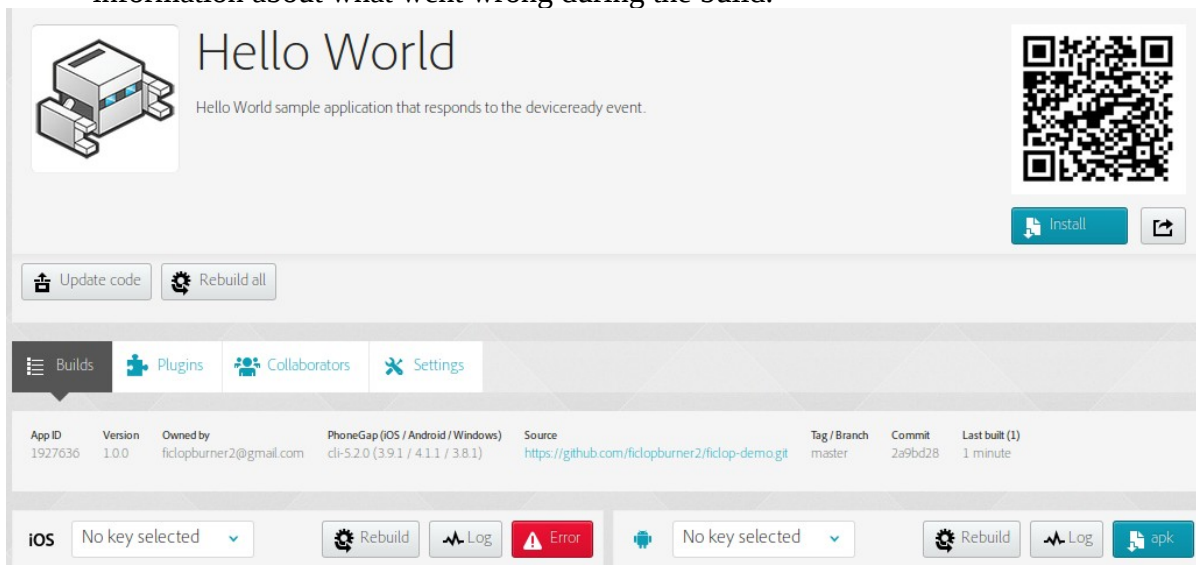 information about what went wrong during the build.
Hello World
Hello World sample application that responds to the deviceready event.
Install
Update code
Rebuild all
Builds
Plugins
Collaborators
Settings
App ID Version Owned by PhoneGap (iOS / Android / Windows) Source Tag / Branch Commit Last built (1)
1927636 1.0.0 ficlopburner2@gmail.com cli-5.2.0 (3.9.1 / 4.1.1 / 3.8.1) https://github.com/ficlopburner2/ficlop-demo.git master 2a9bd28 1 minute
iOS No key selected Rebuild Log Error No key selected Rebuild Log apk